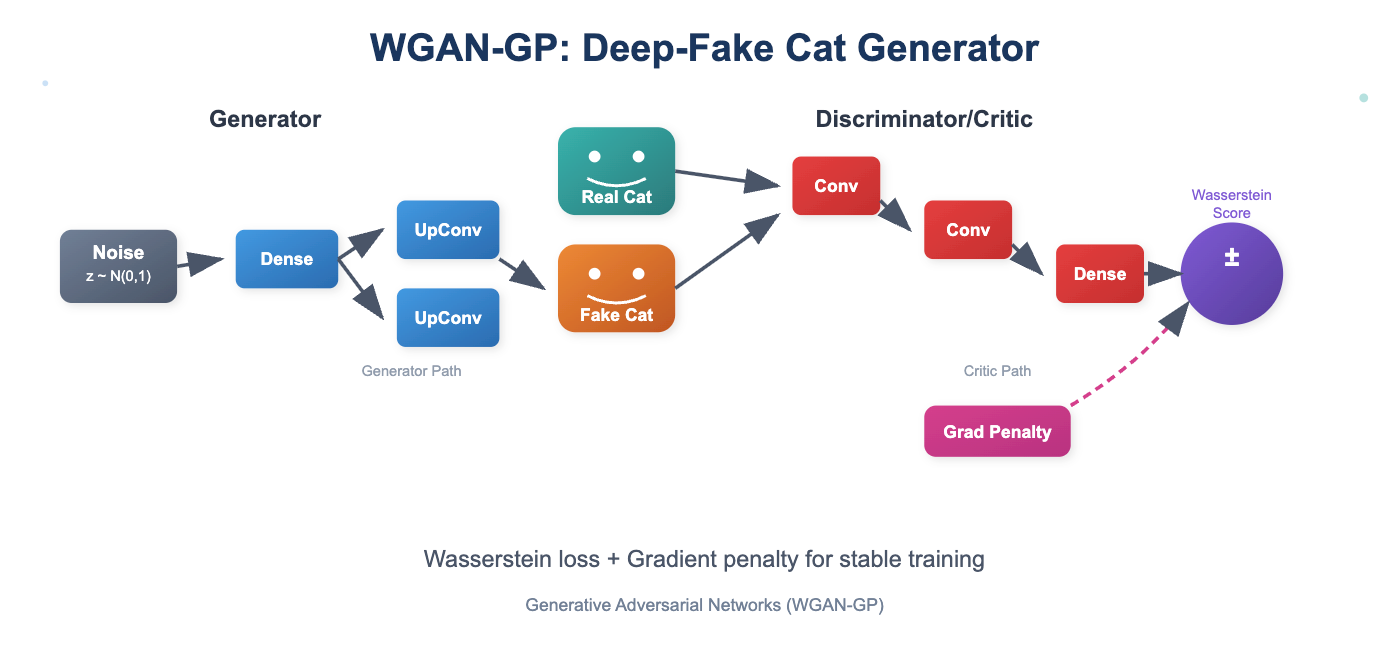 WGAN-GP: Deep-Fake Cat Generator
Generator
Discriminator/Critic
Noise
z ~ N(0,1)
Dense
UpConv
UpConv
Real Cat
Fake Cat
Conv
Conv
Dense
Wasserstein
Score
±
Generator Path
Critic Path
Grad Penalty
Wasserstein loss + Gradient penalty for stable training
Generative Adversarial Networks (WGAN-GP)